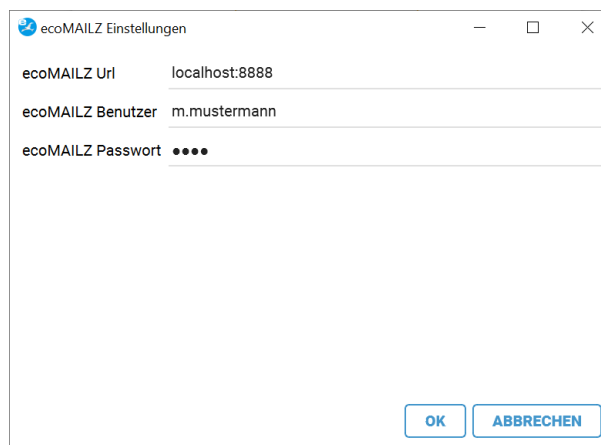 ecoMAILZ Einstellungen
ecoMAILZ Url localhost:8888
ecoMAILZ Benutzer m.mustermann
ecoMAILZ Passwort ●●●●
OK ABBRECHEN